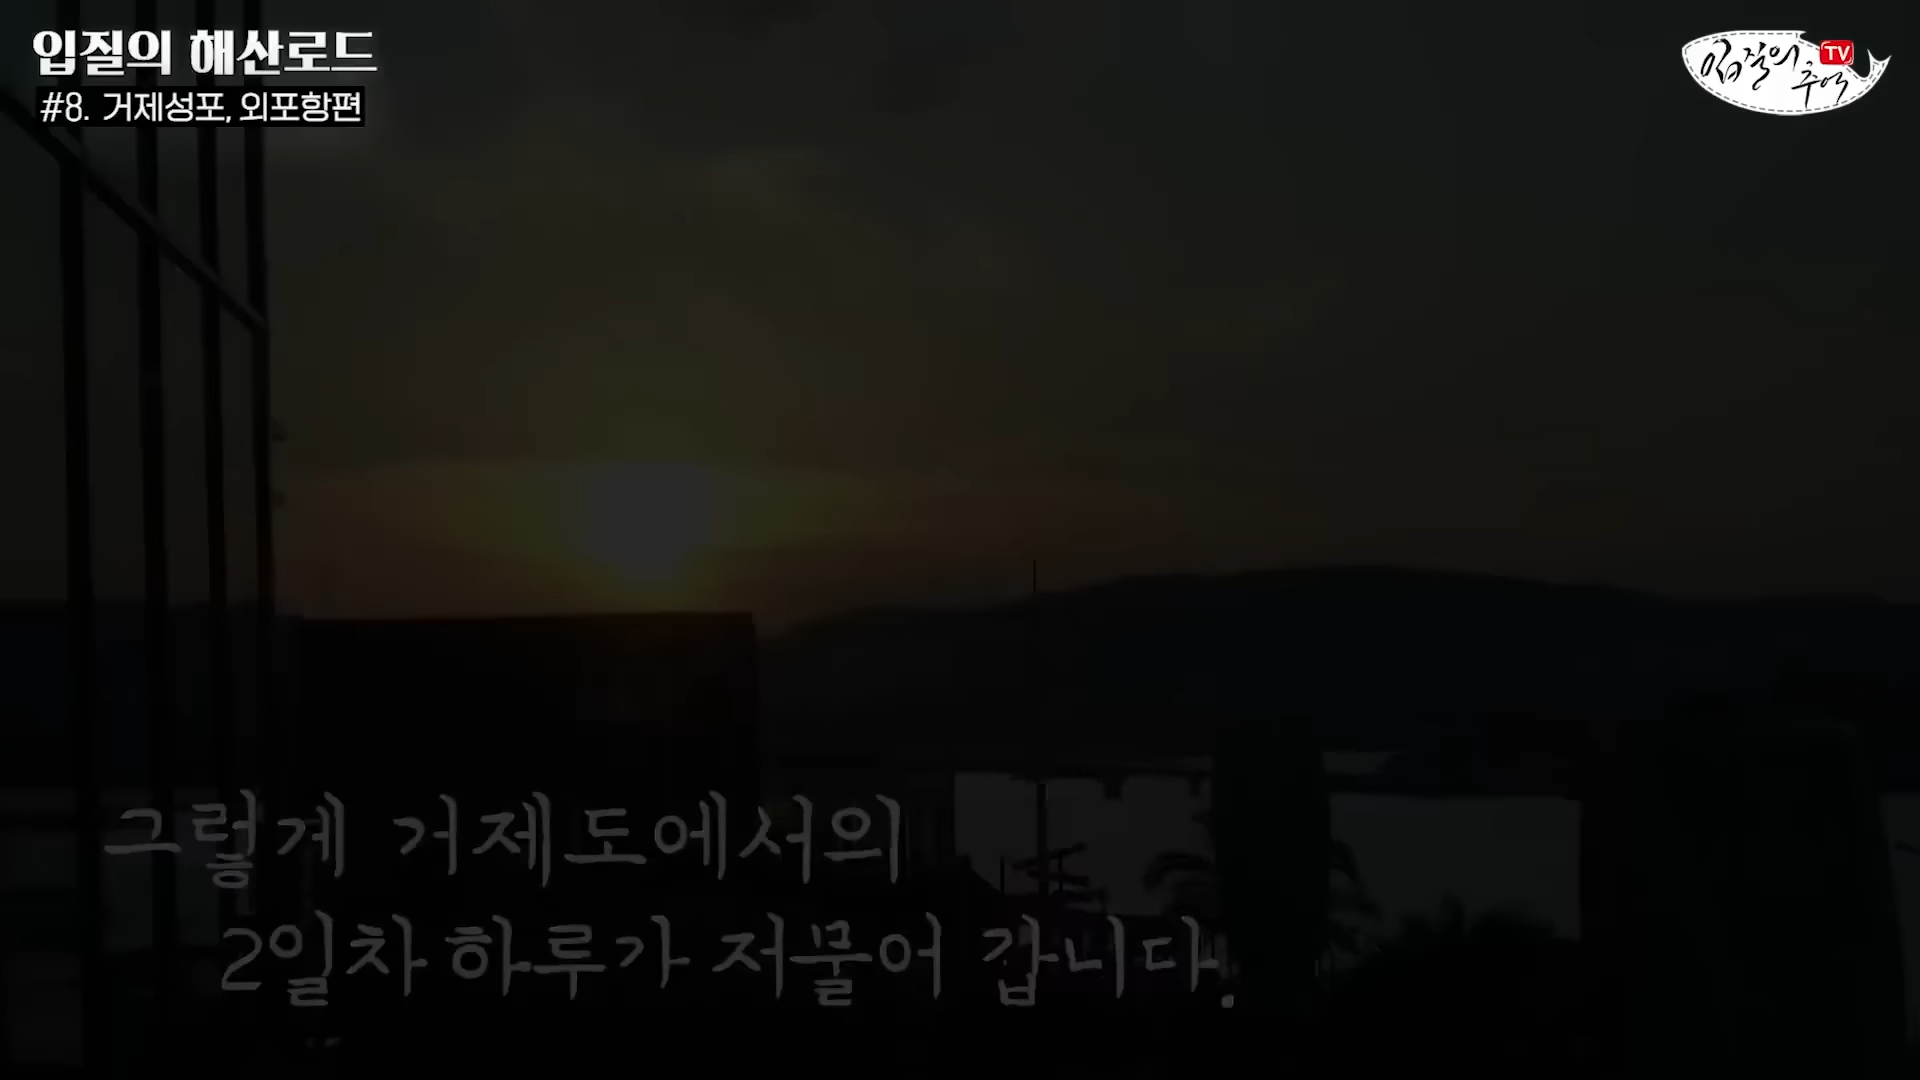 입질의 해산로드
#8. 거제성포, 외포항편
입질의 추억 TV
그렇게 거제도에서의
2일차 하루가 저물어 갑니다.